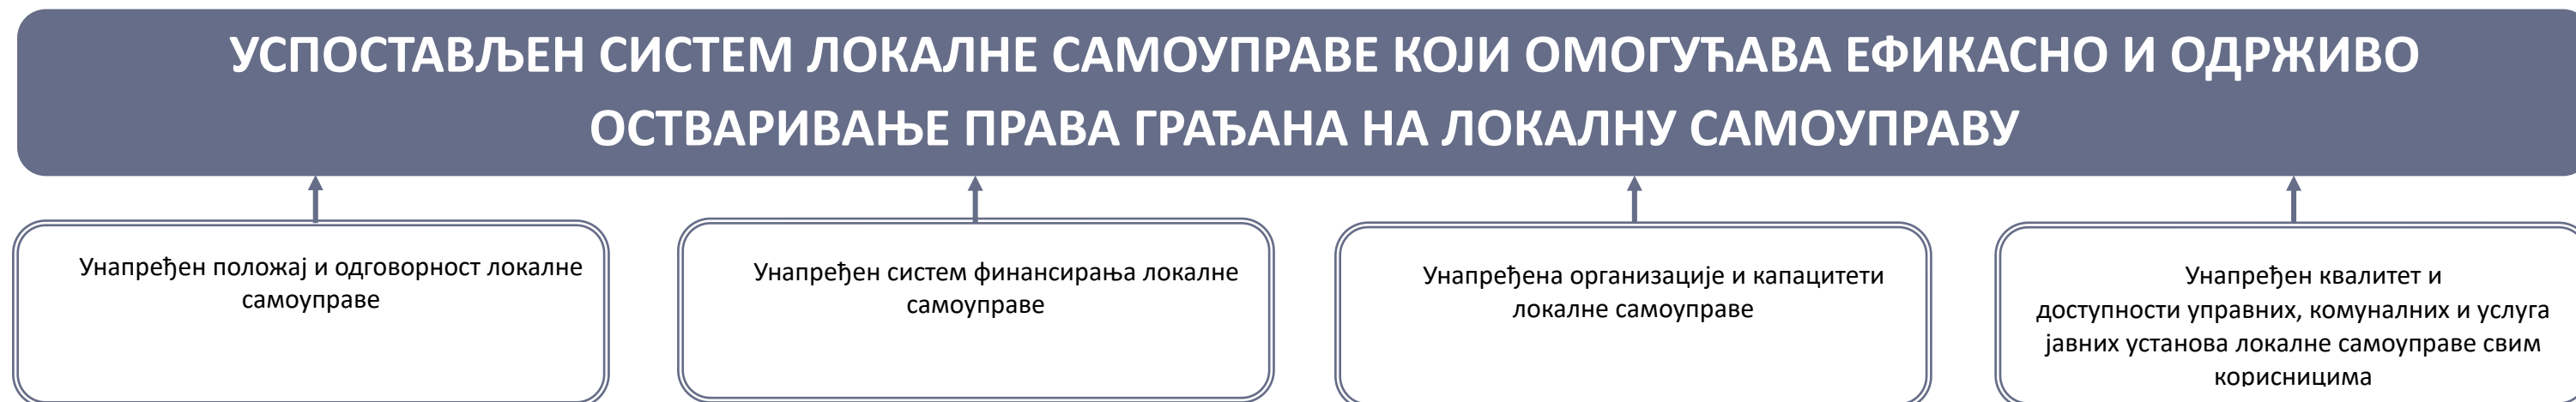 УСПОСТАВЉЕН СИСТЕМ ЛОКАЛНЕ САМОУПРАВЕ КОЈИ ОМОГУЋАВА ЕФИКАСНО И ОДРЖИВО
ОСТВАРИВАЊЕ ПРАВА ГРАЂАНА НА ЛОКАЛНУ САМОУПРАВУ
Унапређен положај и одговорност локалне
самоуправе
Унапређен систем финансирања локалне
самоуправе
Унапређена организације и капацитети
локалне самоуправе
Унапређен квалитет и
доступности управних, комуналних и услуга
јавних установа локалне самоуправе свим
корисницима